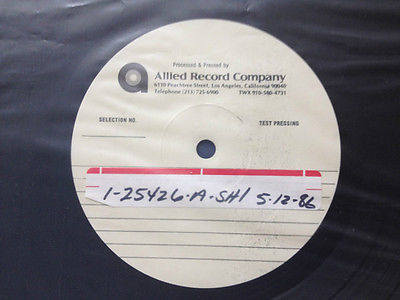 Processed & Pressed by
Allied Record Company
6110 Peachtree Street, Los Angeles, California 90040
Telephone (213) 725-6900 TWX 910-580-4731
SELECTION NO. TEST PRESSING
1-25426-A-SH1 5-12-86